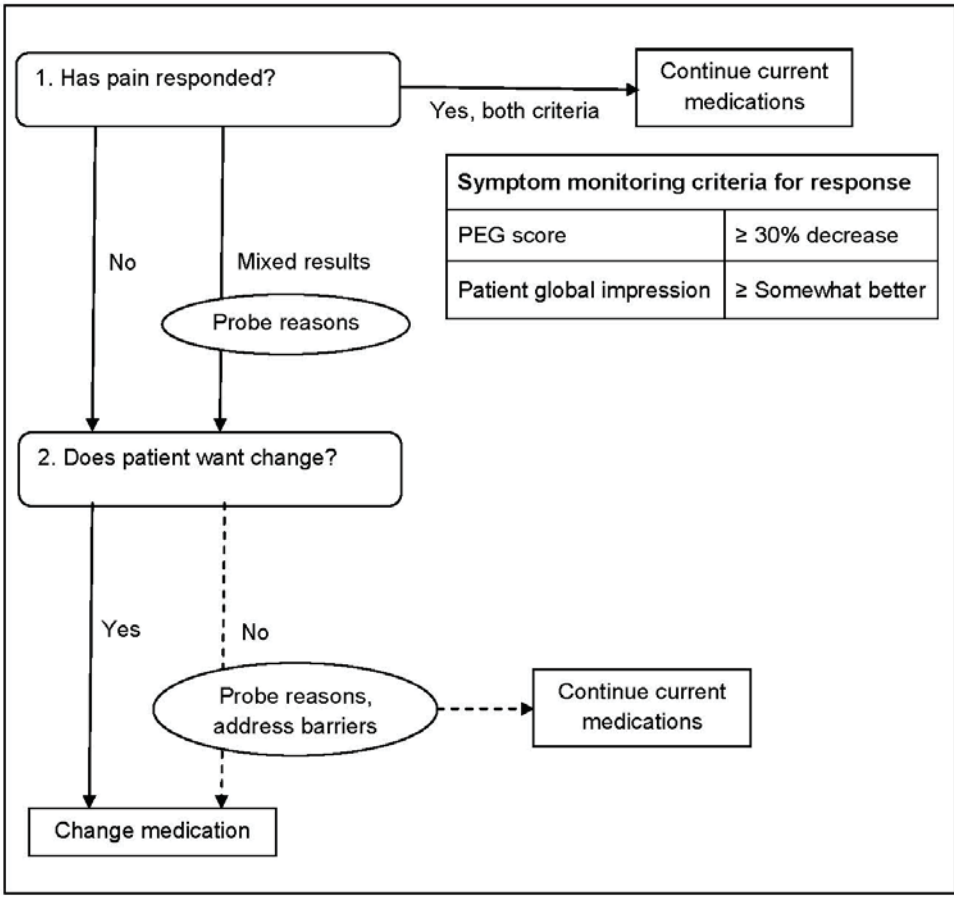 1. Has pain responded?
Continue current
medications
Yes, both criteria
Symptom monitoring criteria for response
PEG score ≥ 30% decrease
Patient global impression ≥ Somewhat better
No
Mixed results
Probe reasons
2. Does patient want change?
Yes
No
Probe reasons,
address barriers
Continue current
medications
Change medication